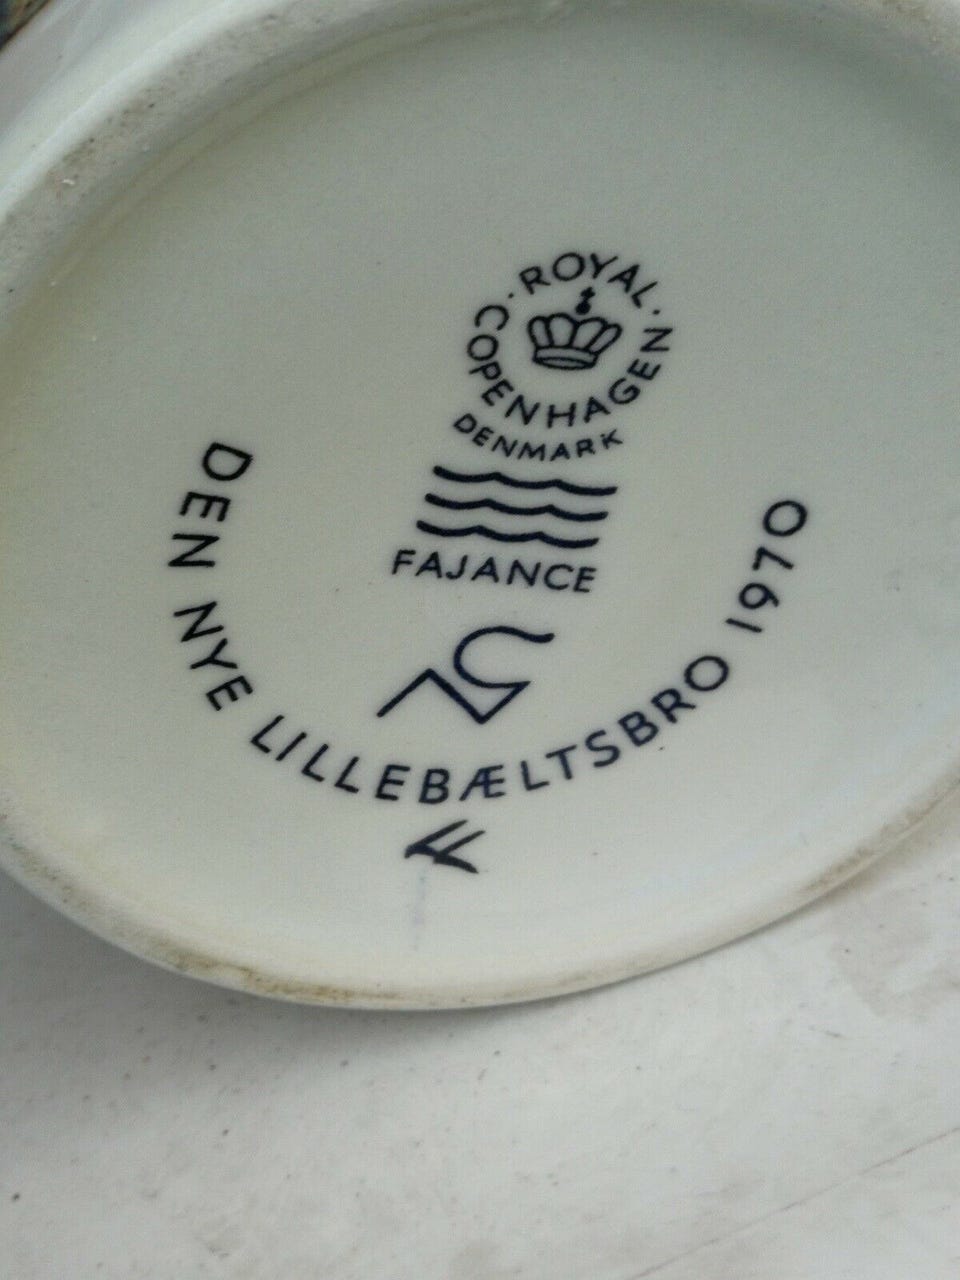 · ROYAL ·
COPENHAGEN
DENMARK
FAJANCE
DEN NYE LILLEBÆLTSBRO 1970